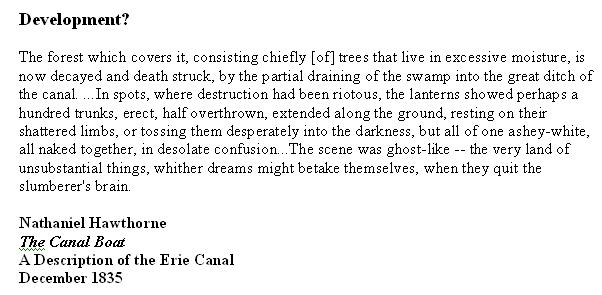 Development?
The forest which covers it, consisting chiefly [of] trees that live in excessive moisture, is
now decayed and death struck, by the partial draining of the swamp into the great ditch of
the canal. ...In spots, where destruction had been riotous, the lanterns showed perhaps a
hundred trunks, erect, half overthrown, extended along the ground, resting on their
shattered limbs, or tossing them desperately into the darkness, but all of one ashey-white,
all naked together, in desolate confusion...The scene was ghost-like -- the very land of
unsubstantial things, whither dreams might betake themselves, when they quit the
slumberer's brain.
Nathaniel Hawthorne
The Canal Boat
A Description of the Erie Canal
December 1835